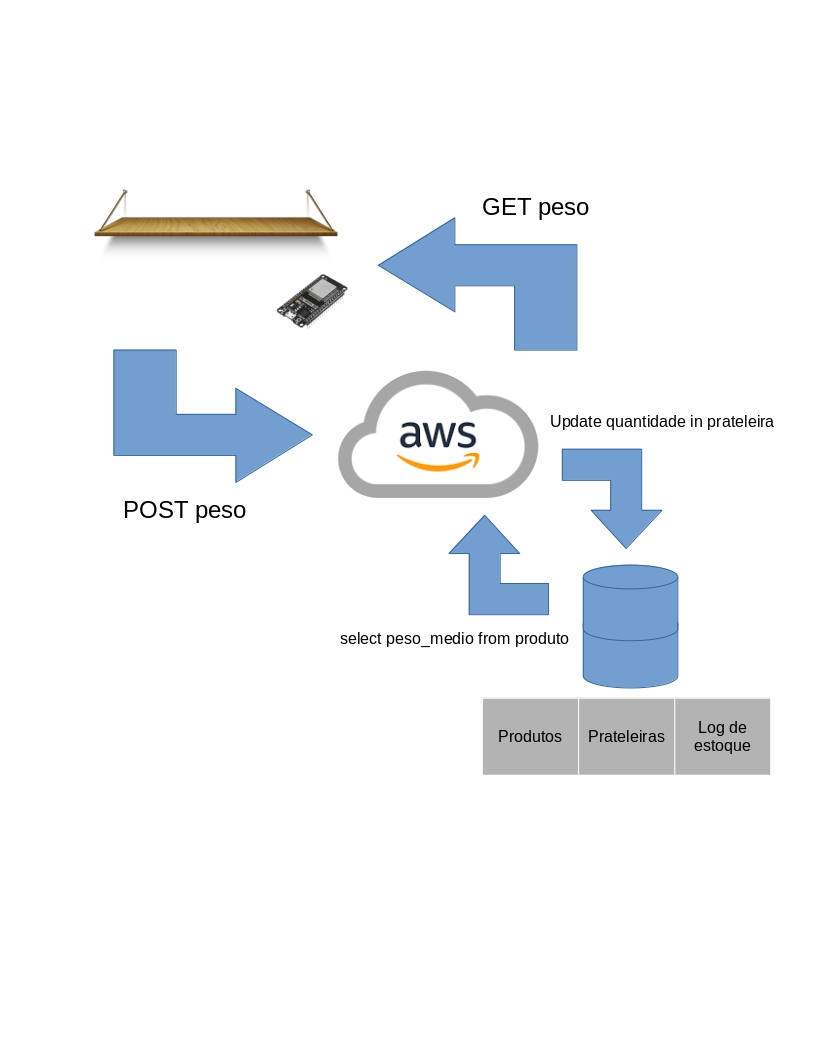 GET peso
aws
Update quantidade in prateleira
POST peso
select peso_medio from produto
Produtos
Prateleiras
Log de
estoque